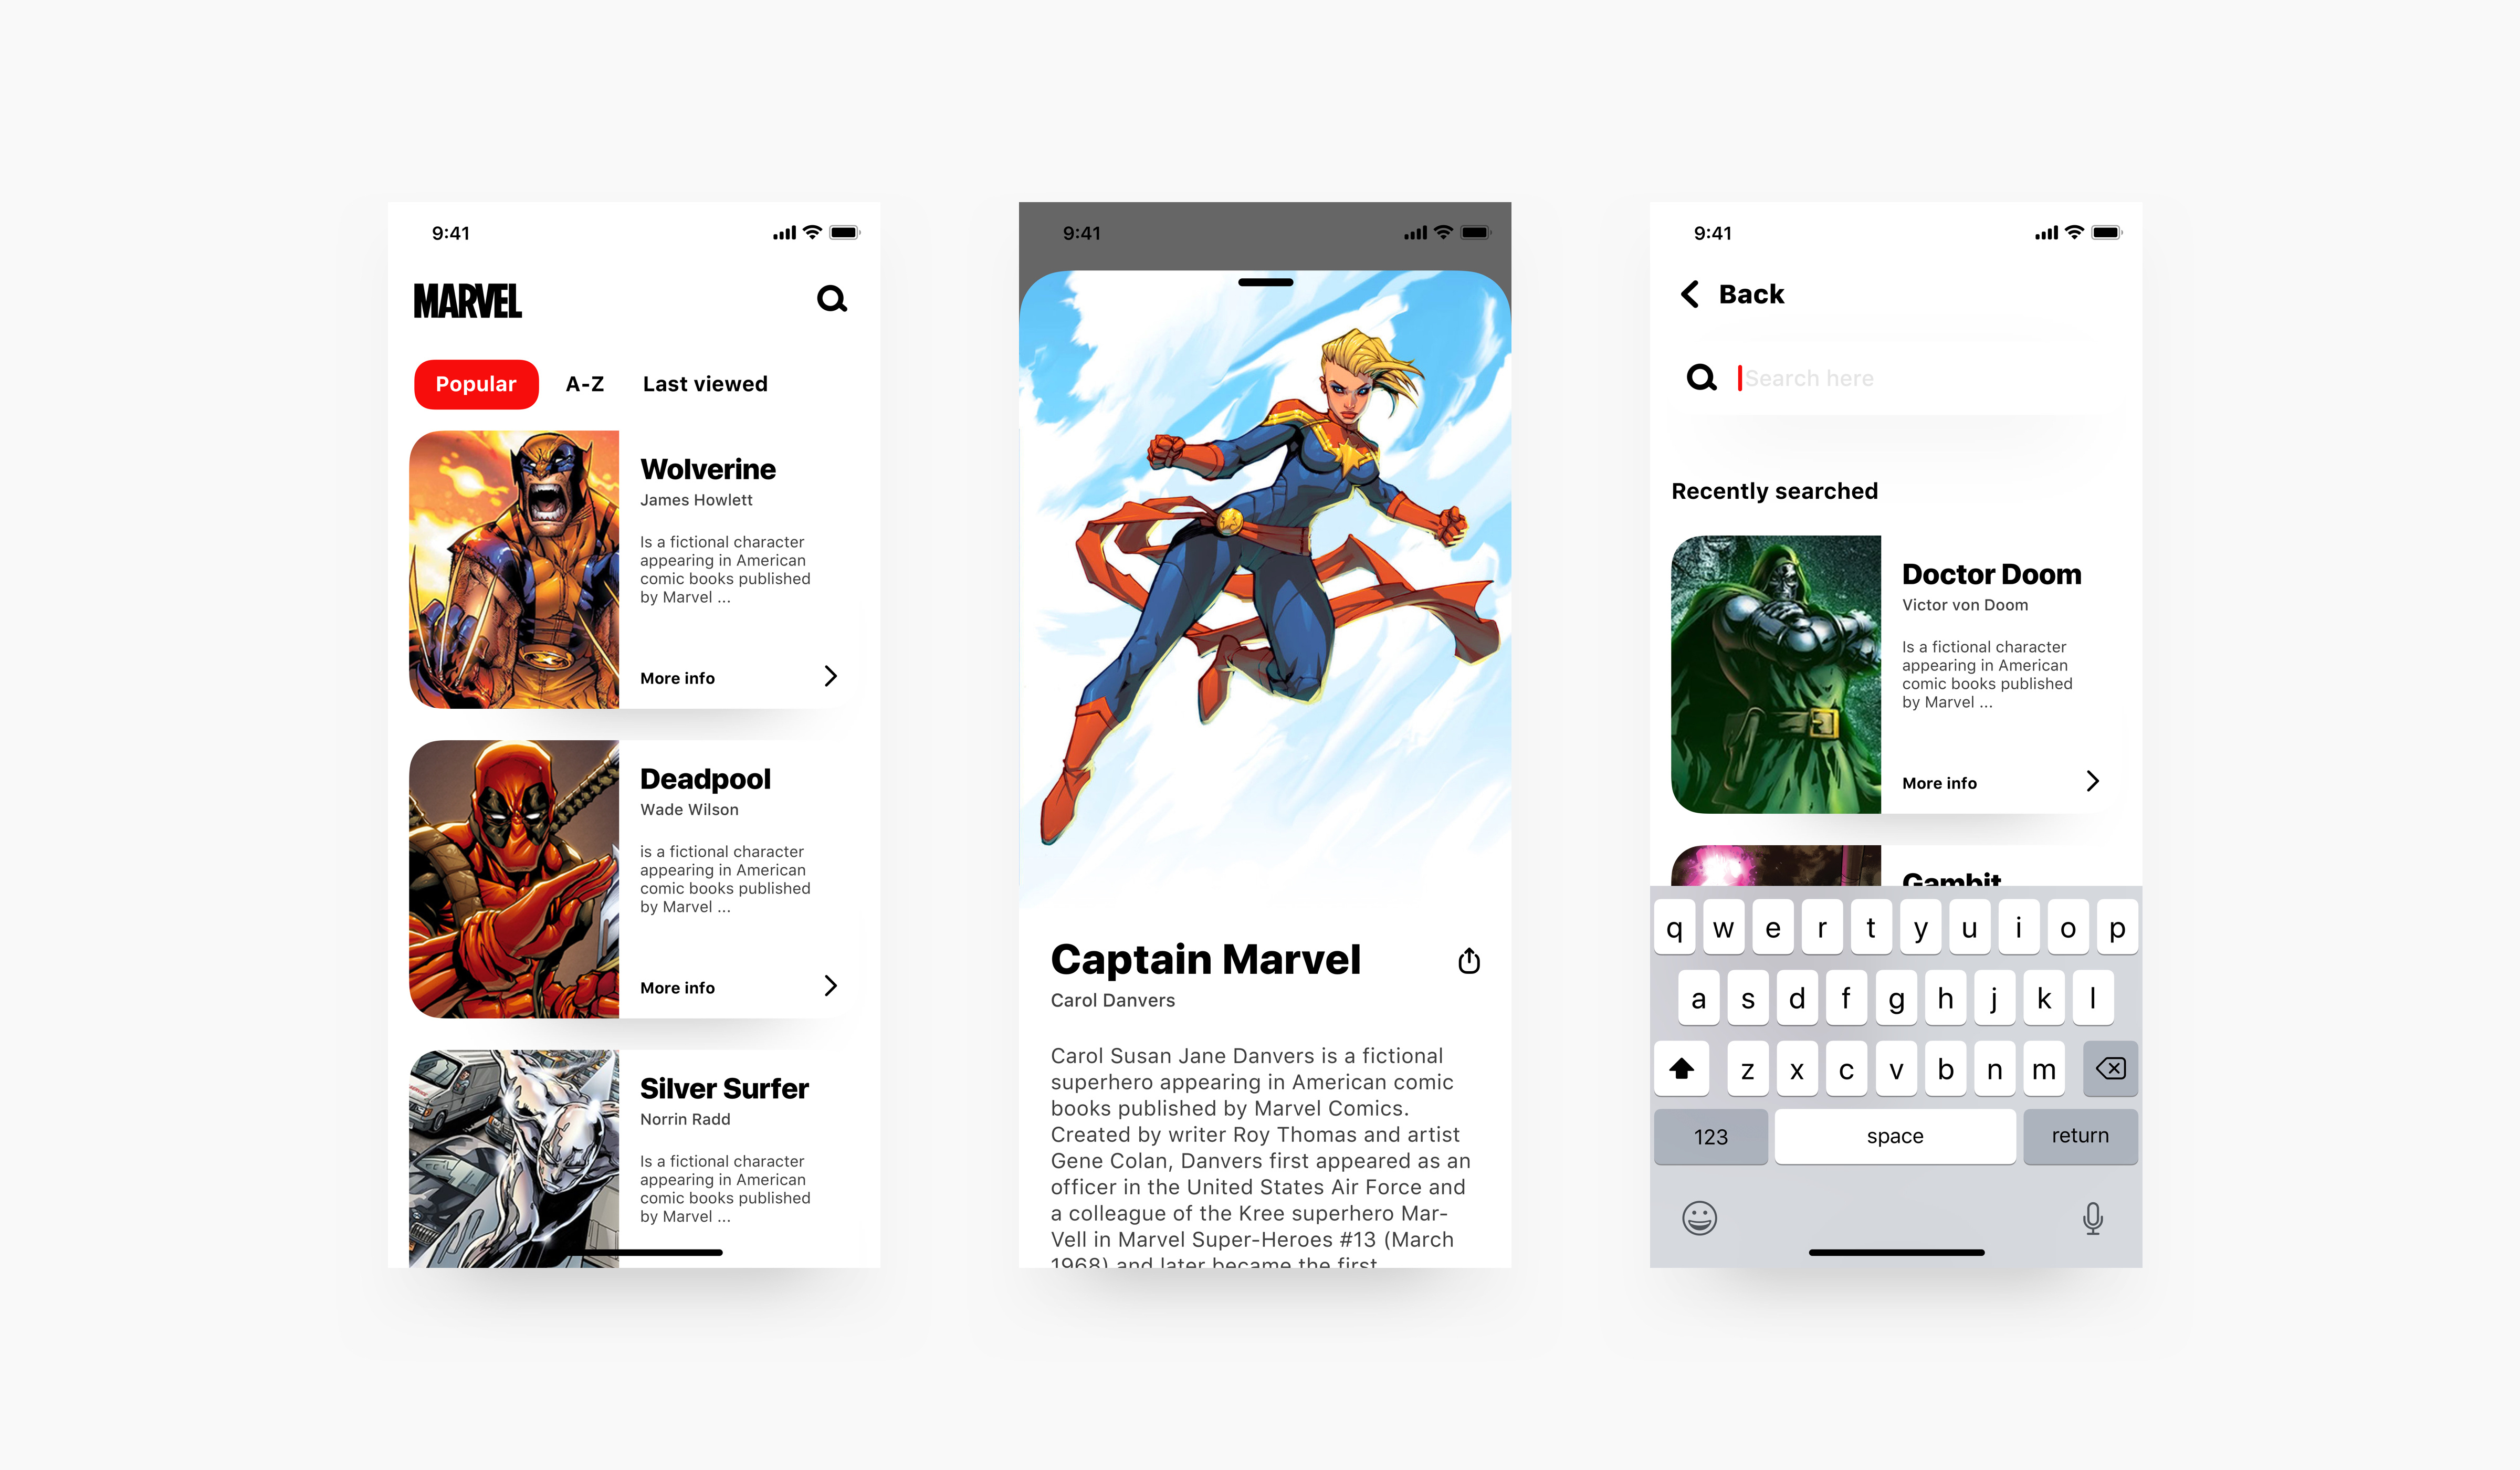 9:41
MARVEL
Popular
A-Z
Last viewed
Wolverine
James Howlett
Is a fictional character
appearing in American
comic books published
by Marvel ...
More info
Deadpool
Wade Wilson
is a fictional character
appearing in American
comic books published
by Marvel ...
More info
Silver Surfer
Norrin Radd
Is a fictional character
appearing in American
comic books published
by Marvel ...
9:41
Captain Marvel
Carol Danvers
Carol Susan Jane Danvers is a fictional
superhero appearing in American comic
books published by Marvel Comics.
Created by writer Roy Thomas and artist
Gene Colan, Danvers first appeared as an
officer in the United States Air Force and
a colleague of the Kree superhero Mar-
Vell in Marvel Super-Heroes #13 (March
1968) and later became the first
9:41
Back
Search here
Recently searched
Doctor Doom
Victor von Doom
Is a fictional character
appearing in American
comic books published
by Marvel ...
More info
Gambit
q w e r t y u i o p
a s d f g h j k l
z x c v b n m
123 space return